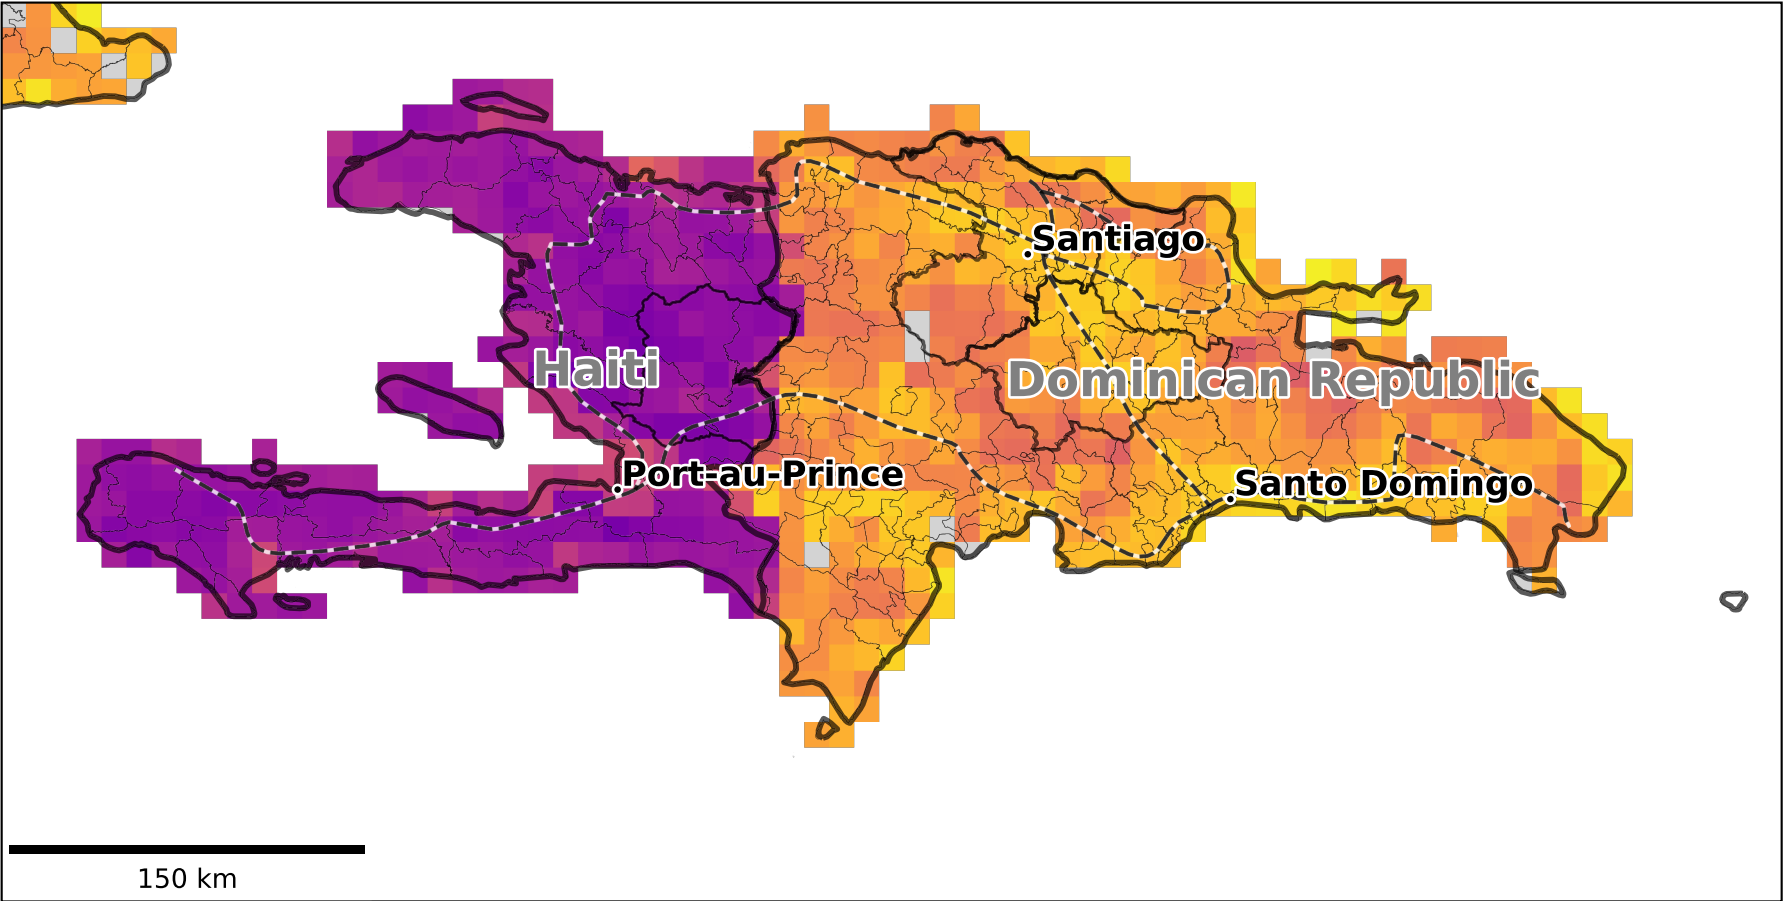 Santiago
Haiti
Dominican Republic
Port-au-Prince
Santo Domingo
150 km